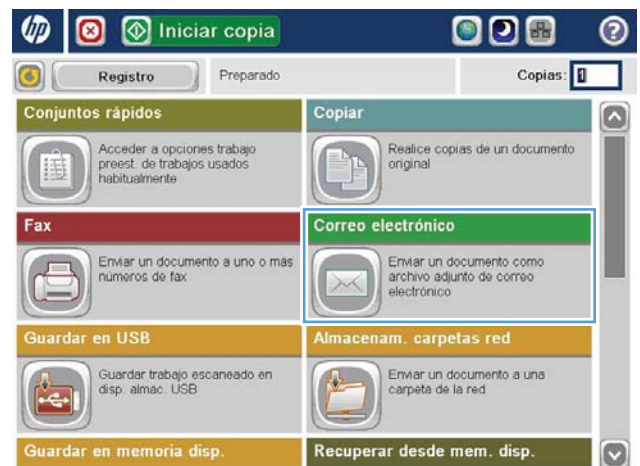 hp
Iniciar copia
?
Registro
Preparado
Copias: 1
Conjuntos rápidos
Acceder a opciones trabajo
preest. de trabajos usados
habitualmente
Copiar
Realice copias de un documento
original
Fax
Enviar un documento a uno o más
números de fax
Correo electrónico
Enviar un documento como
archivo adjunto de correo
electrónico
Guardar en USB
Guardar trabajo escaneado en
disp. almac. USB
Almacenam. carpetas red
Enviar un documento a una
carpeta de la red
Guardar en memoria disp.
Recuperar desde mem. disp.